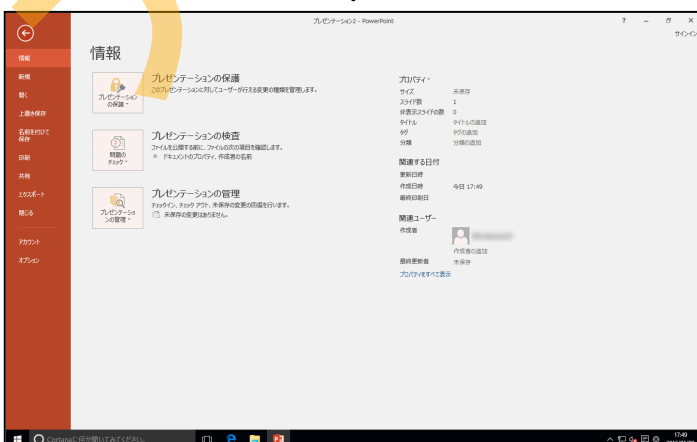 プレゼンテーション2 - PowerPoint
?
サインイン
情報
新規
開く
上書き保存
名前を付けて
保存
印刷
共有
エクスポート
閉じる
アカウント
オプション
情報
プレゼンテーション
の保護
プレゼンテーションの保護
このプレゼンテーションに対してユーザーが行える変更の種類を管理します。
問題の
チェック
プレゼンテーションの検査
ファイルを公開する前に、ファイルの次の項目を確認します。
ドキュメントのプロパティ、作成者の名前
プレゼンテーショ
ンの管理
プレゼンテーションの管理
チェックイン、チェック アウト、未保存の変更の回復を行います。
未保存の変更はありません。
プロパティ
サイズ 未保存
スライド数 1
非表示スライドの数 0
タイトル タイトルの追加
タグ タグの追加
分類 分類の追加
関連する日付
更新日時
作成日時 今日 17:49
最終印刷日
関連ユーザー
作成者
作成者の追加
最終更新者 未保存
プロパティをすべて表示
Cortanaに何か聞いてみてください。
17:49